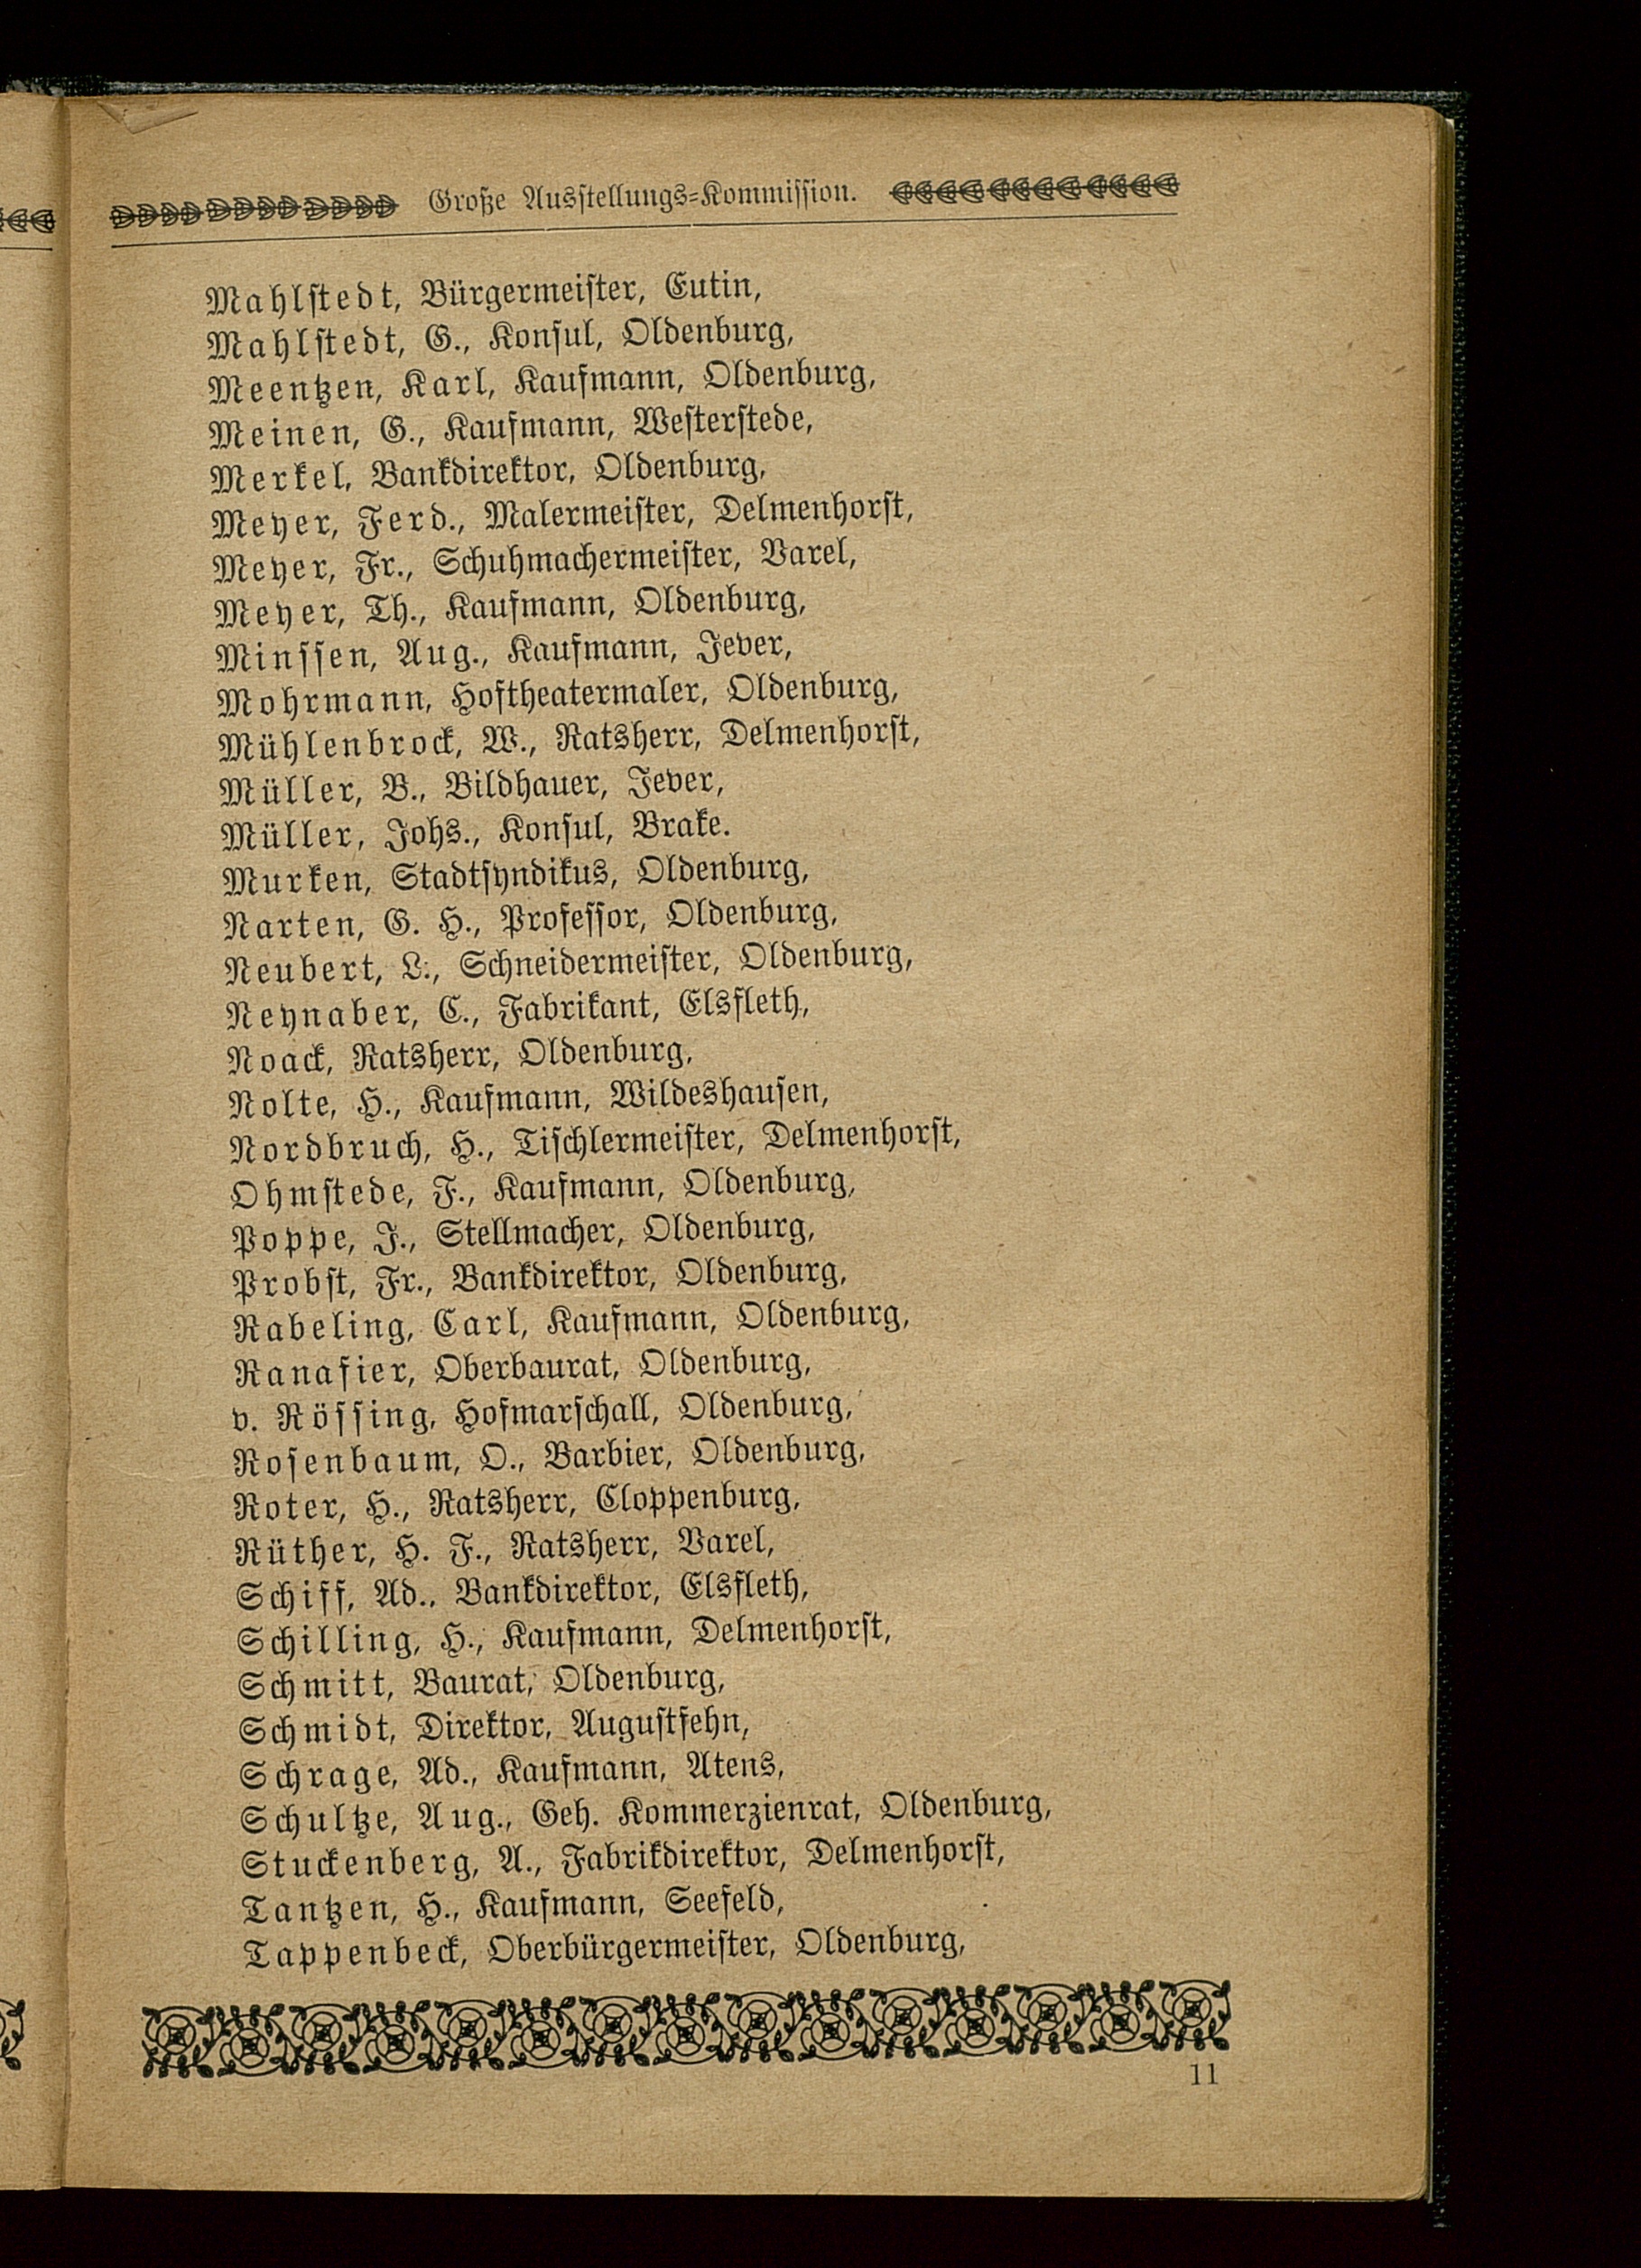 Große Ausstellungs-Kommission.
Mahlstedt, Bürgermeister, Eutin,
Mahlstedt, G., Konsul, Oldenburg,
Meentzen, Karl, Kaufmann, Oldenburg,
Meinen, G., Kaufmann, Westerstede,
Merkel, Bankdirektor, Oldenburg,
Meyer, Ferd., Malermeister, Delmenhorst,
Meyer, Fr., Schuhmachermeister, Varel,
Meyer, Th., Kaufmann, Oldenburg,
Minssen, Aug., Kaufmann, Jever,
Mohrmann, Hoftheatermaler, Oldenburg,
Mühlenbrock, W., Ratsherr, Delmenhorst,
Müller, B., Bildhauer, Jever,
Müller, Johs., Konsul, Brake.
Murken, Stadtsyndikus, Oldenburg,
Narten, G. H., Professor, Oldenburg,
Neubert, L., Schneidermeister, Oldenburg,
Neynaber, C., Fabrikant, Elsfleth,
Noack, Ratsherr, Oldenburg,
Nolte, H., Kaufmann, Wildeshausen,
Nordbruch, H., Tischlermeister, Delmenhorst,
Ohmstede, F., Kaufmann, Oldenburg,
Poppe, J., Stellmacher, Oldenburg,
Probst, Fr., Bankdirektor, Oldenburg,
Rabeling, Carl, Kaufmann, Oldenburg,
Ranafier, Oberbaurat, Oldenburg,
v. Rössing, Hofmarschall, Oldenburg,
Rosenbaum, O., Barbier, Oldenburg,
Roter, H., Ratsherr, Cloppenburg,
Rüther, H. F., Ratsherr, Varel,
Schiff, Ad., Bankdirektor, Elsfleth,
Schilling, H., Kaufmann, Delmenhorst,
Schmitt, Baurat, Oldenburg,
Schmidt, Direktor, Augustfehn,
Schrage, Ad., Kaufmann, Atens,
Schultze, Aug., Geh. Kommerzienrat, Oldenburg,
Stuckenberg, A., Fabrikdirektor, Delmenhorst,
Tantzen, H., Kaufmann, Seefeld,
Tappenbeck, Oberbürgermeister, Oldenburg,
11